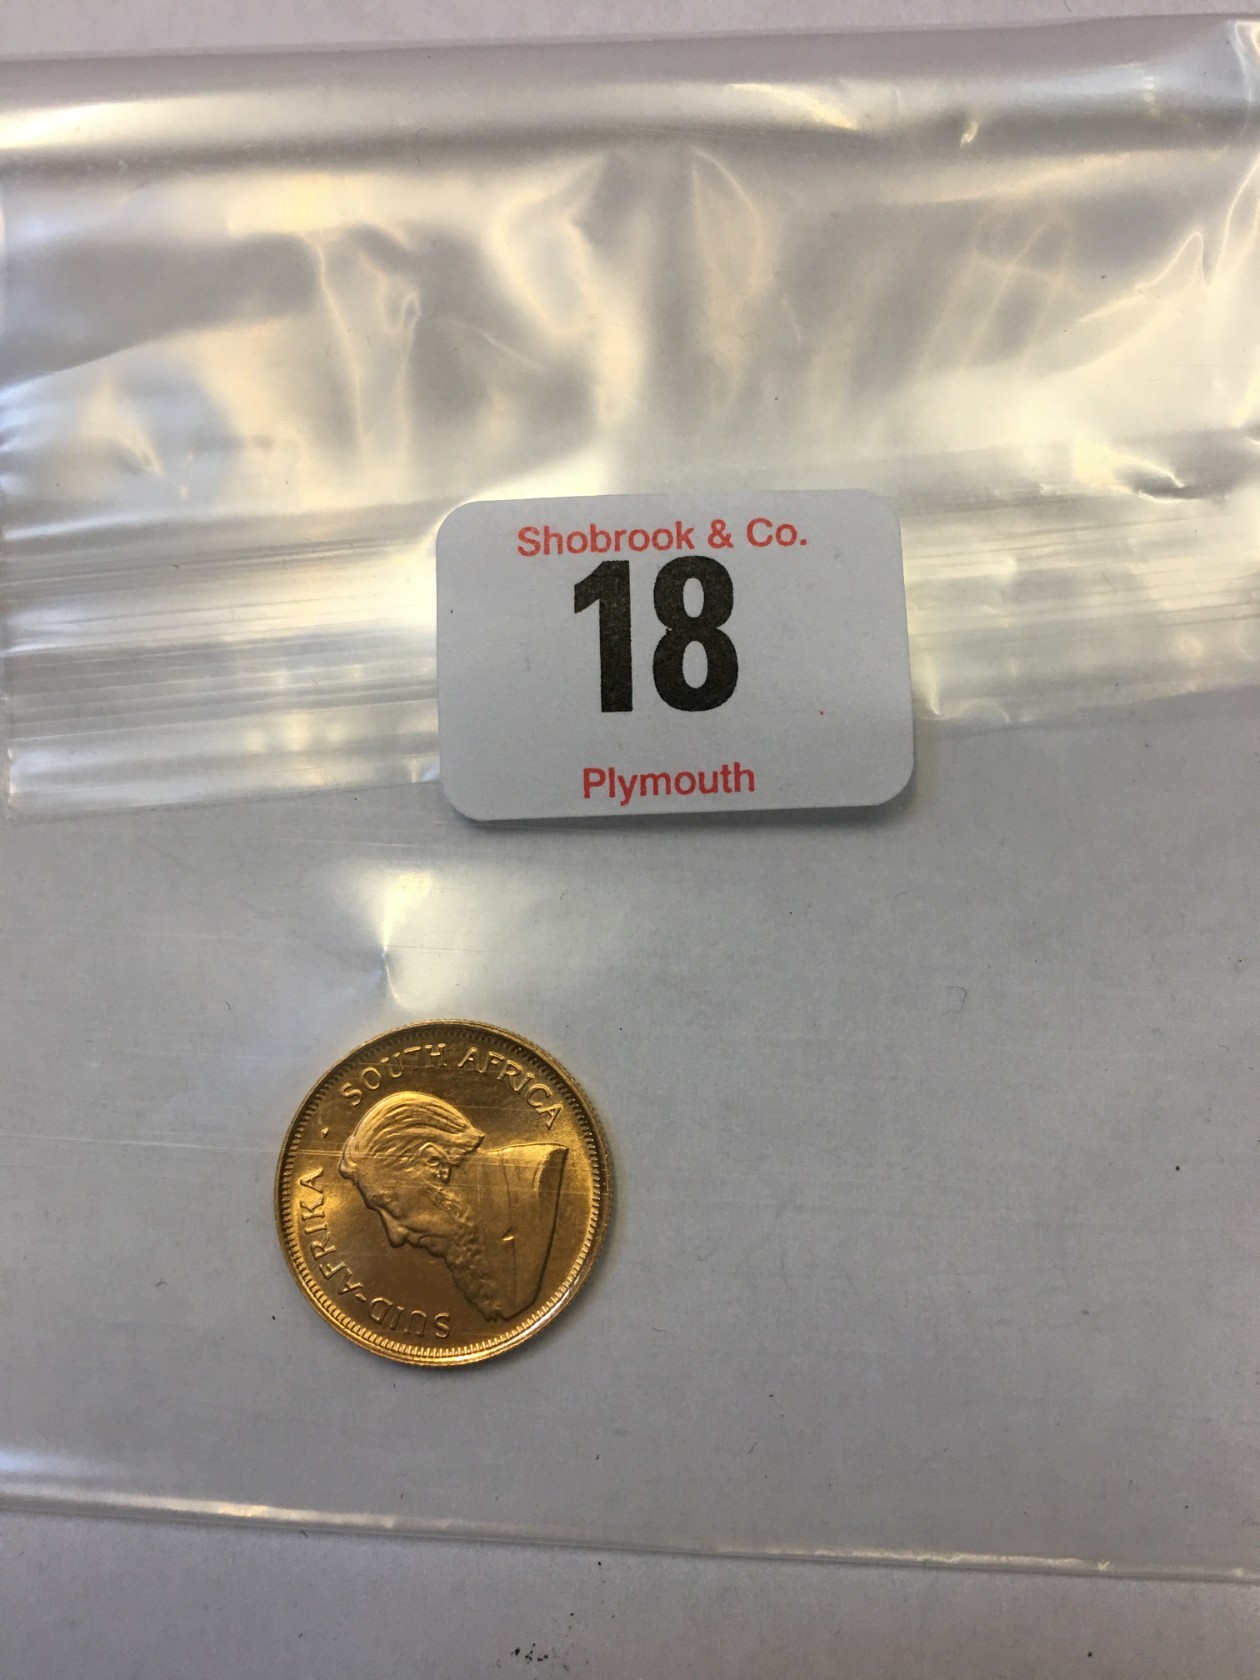 Shobrook & Co.
18
Plymouth
SUID-AFRIKA · SOUTH AFRICA